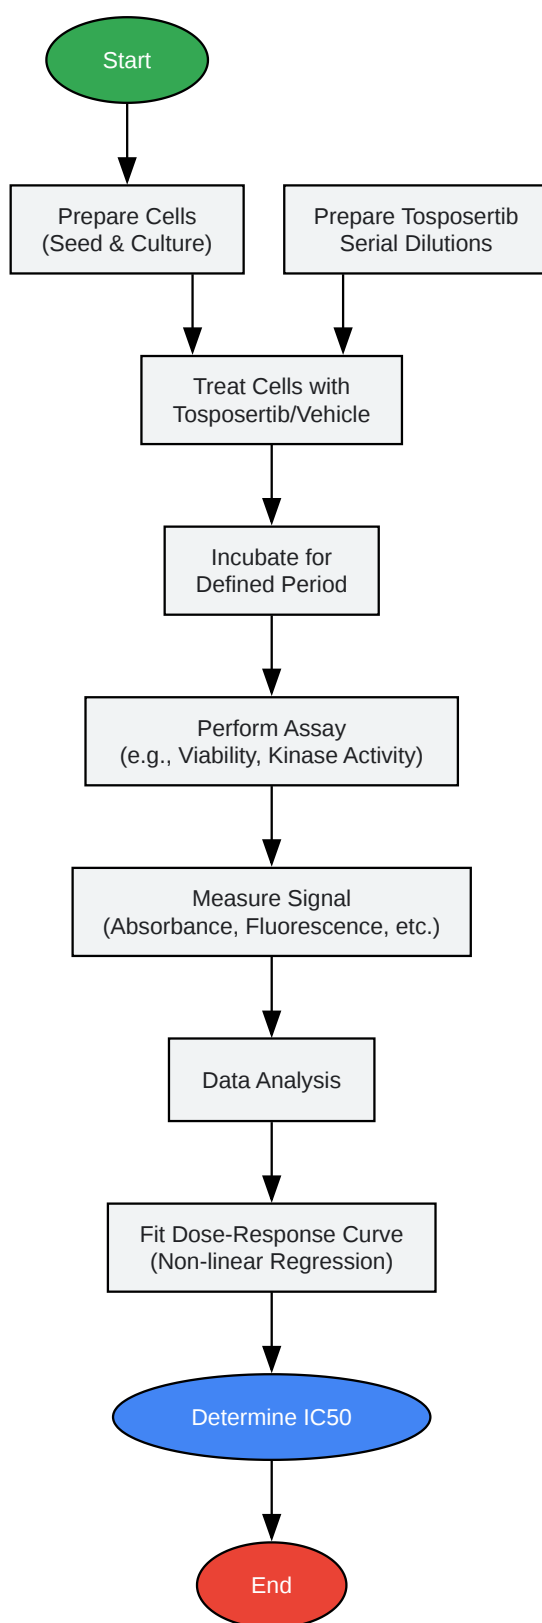 Start
Prepare Cells
(Seed & Culture)
Prepare Tosposertib
Serial Dilutions
Treat Cells with
Tosposertib/Vehicle
Incubate for
Defined Period
Perform Assay
(e.g., Viability, Kinase Activity)
Measure Signal
(Absorbance, Fluorescence, etc.)
Data Analysis
Fit Dose-Response Curve
(Non-linear Regression)
Determine IC50
End